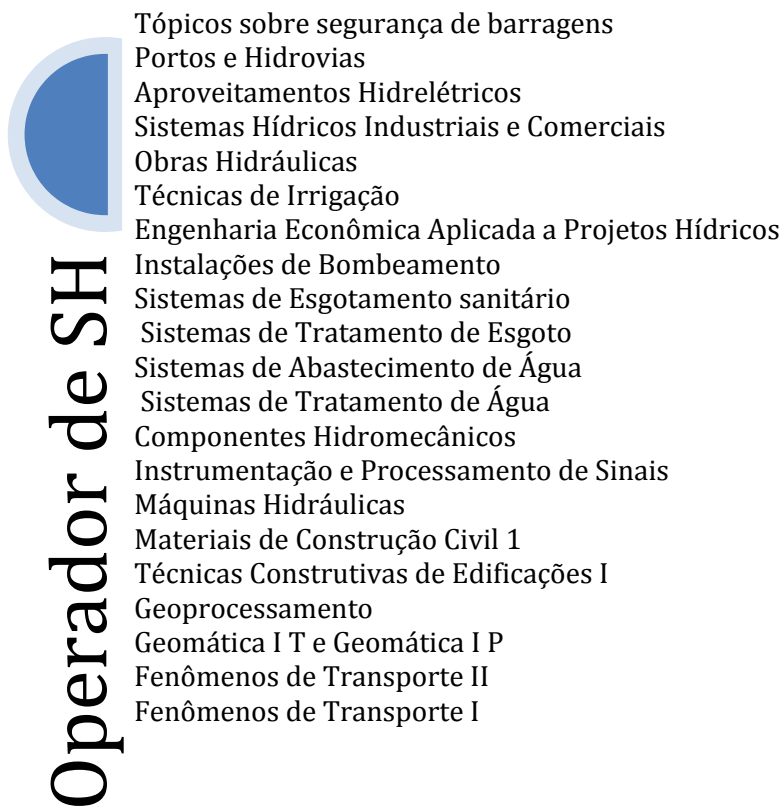 Tópicos sobre segurança de barragens
Portos e Hidrovias
Aproveitamentos Hidrelétricos
Sistemas Hídricos Industriais e Comerciais
Obras Hidráulicas
Técnicas de Irrigação
Engenharia Econômica Aplicada a Projetos Hídricos
Instalações de Bombeamento
Sistemas de Esgotamento sanitário
Sistemas de Tratamento de Esgoto
Sistemas de Abastecimento de Água
Sistemas de Tratamento de Água
Componentes Hidromecânicos
Instrumentação e Processamento de Sinais
Máquinas Hidráulicas
Materiais de Construção Civil 1
Técnicas Construtivas de Edificações I
Geoprocessamento
Geomática I T e Geomática I P
Fenômenos de Transporte II
Fenômenos de Transporte I
Operador de SH